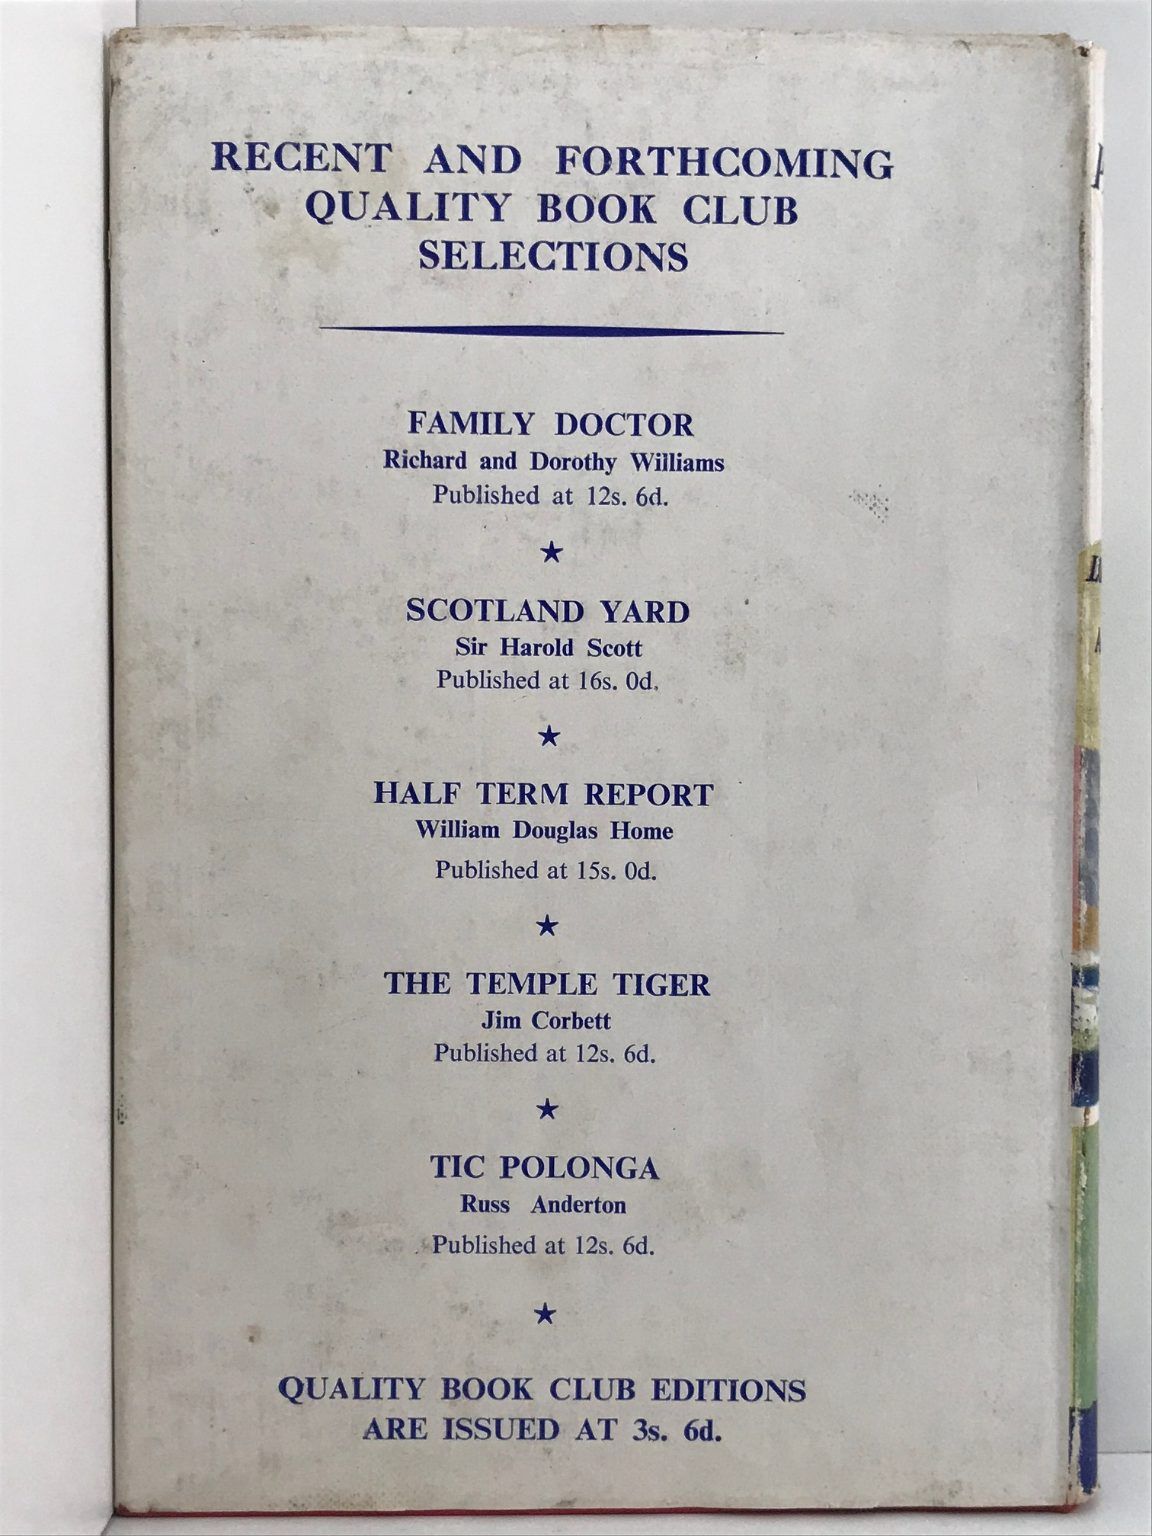 RECENT AND FORTHCOMING
QUALITY BOOK CLUB
SELECTIONS
FAMILY DOCTOR
Richard and Dorothy Williams
Published at 12s. 6d.
★
SCOTLAND YARD
Sir Harold Scott
Published at 16s. 0d.
★
HALF TERM REPORT
William Douglas Home
Published at 15s. 0d.
★
THE TEMPLE TIGER
Jim Corbett
Published at 12s. 6d.
★
TIC POLONGA
Russ Anderton
Published at 12s. 6d.
★
QUALITY BOOK CLUB EDITIONS
ARE ISSUED AT 3s. 6d.